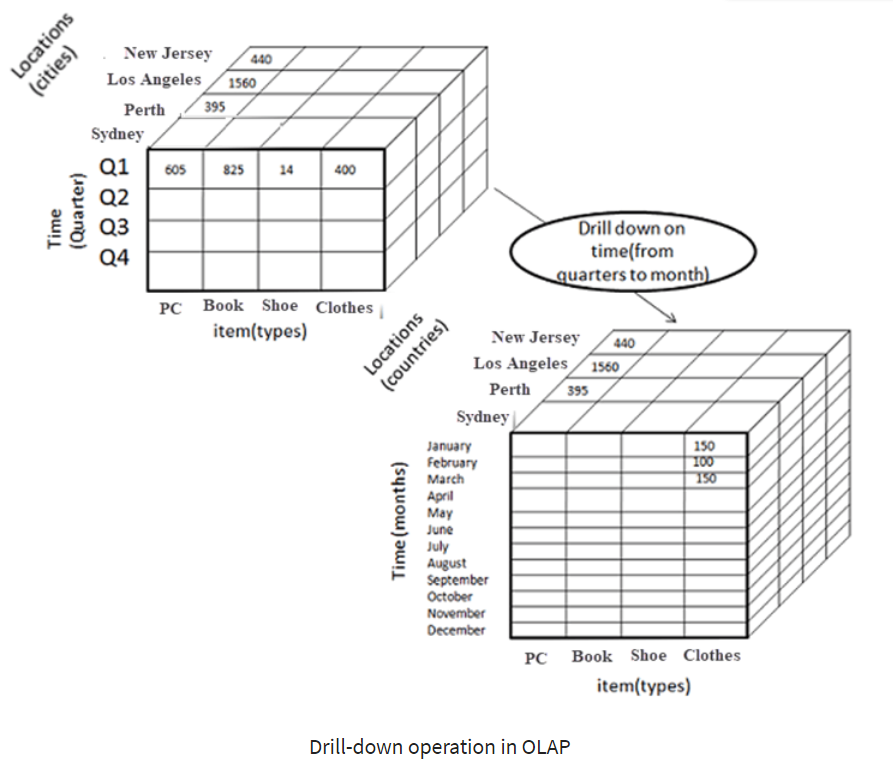 Locations
(cities)
New Jersey 440
Los Angeles 1560
Perth 395
Sydney
Time
(Quarter)
Q1 605 825 14 400
Q2
Q3
Q4
PC Book Shoe Clothes
item(types)
Drill down on
time(from
quarters to month)
Locations
(countries)
New Jersey 440
Los Angeles 1560
Perth 395
Sydney
Time (months)
January 150
February 100
March 150
April
May
June
July
August
September
October
November
December
PC Book Shoe Clothes
item(types)
Drill-down operation in OLAP